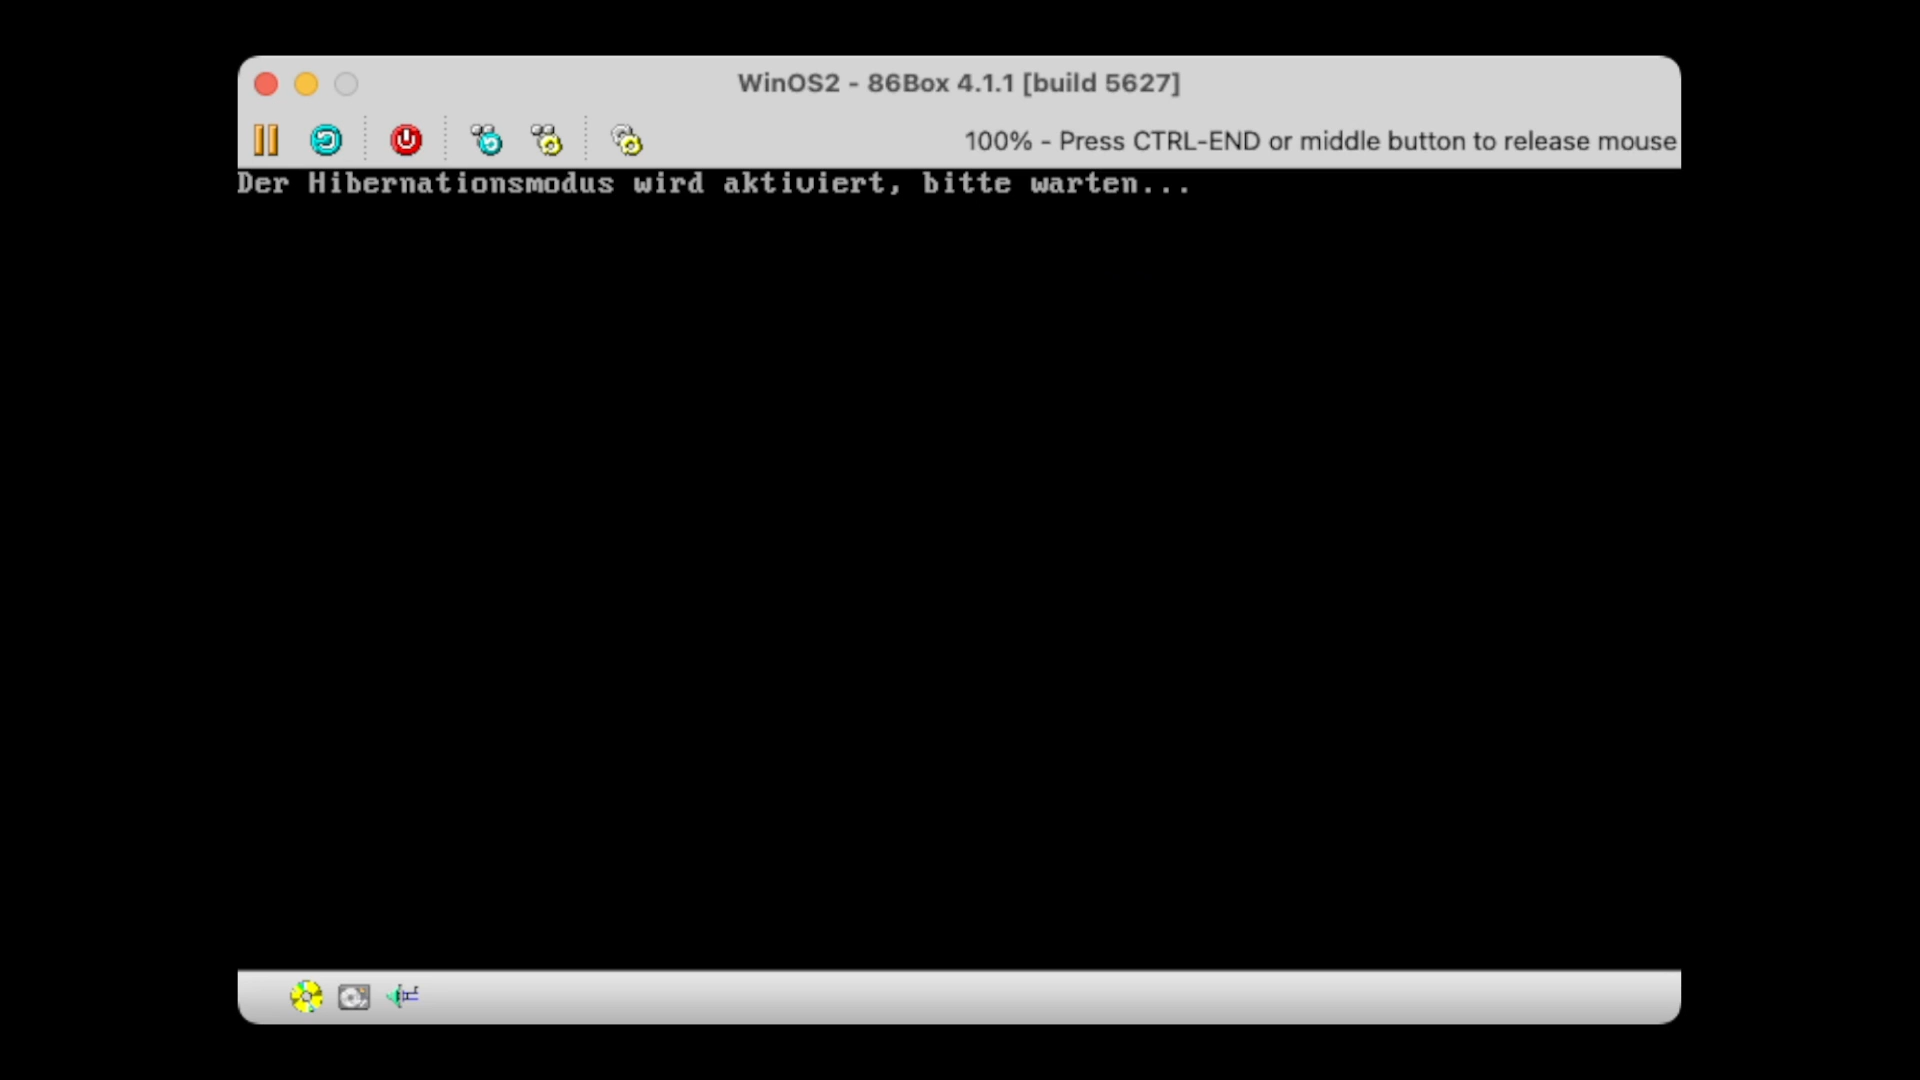 WinOS2 - 86Box 4.1.1 [build 5627]
100% - Press CTRL-END or middle button to release mouse
Der Hibernationsmodus wird aktiviert, bitte warten...